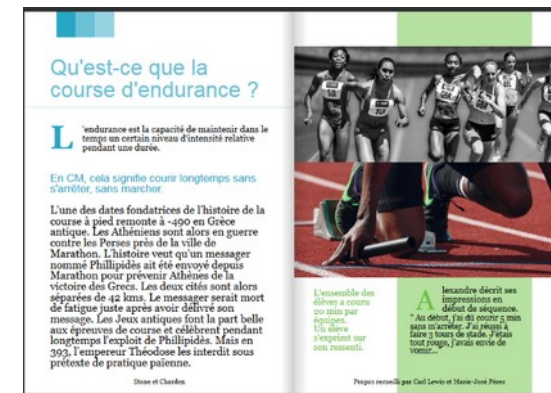 Qu'est-ce que la
course d'endurance ?
L'endurance est la capacité de maintenir dans le
temps un certain niveau d'intensité relative
pendant une durée.
En CM, cela signifie courir longtemps sans
s'arrêter, sans marcher.
L'une des dates fondatrices de l'histoire de la
course à pied remonte à -490 en Grèce
antique. Les Athéniens sont alors en guerre
contre les Perses près de la ville de
Marathon. L'histoire veut qu'un messager
nommé Phillipidès ait été envoyé depuis
Marathon pour prévenir Athènes de la
victoire des Grecs. Les deux cités sont alors
séparées de 42 kms. Le messager serait mort
de fatigue juste après avoir délivré son
message. Les Jeux antiques font la part belle
aux épreuves de course et célèbrent pendant
longtemps l'exploit de Philipidès. Mais en
393, l'empereur Théodose les interdit sous
prétexte de pratique païenne.
Stone et Charden
L'ensemble des
élèves a couru
20 min par
équipes.
Un élève
s'exprimt sur
son ressenti.
Alexandre décrit ses
impressions en
début de séquence.
" Au début, j'ai dû courir 5 min
sans m'arrêter. J'ai réussi à
faire 3 tours de stade. J'étais
tout rouge, j'avais envie de
vomir...
Propos recueilli par Carl Lewis et Marie-José Pérec